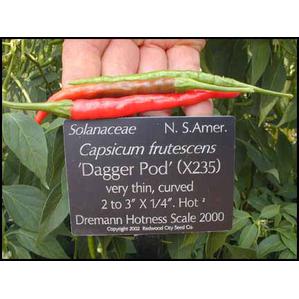 Solanaceae N. S.Amer.
Capsicum frutescens
'Dagger Pod' (X235)
very thin, curved
2 to 3" X 1/4". Hot ²
Dremann Hotness Scale 2000
Copyright 2002 Redwood City Seed Co.